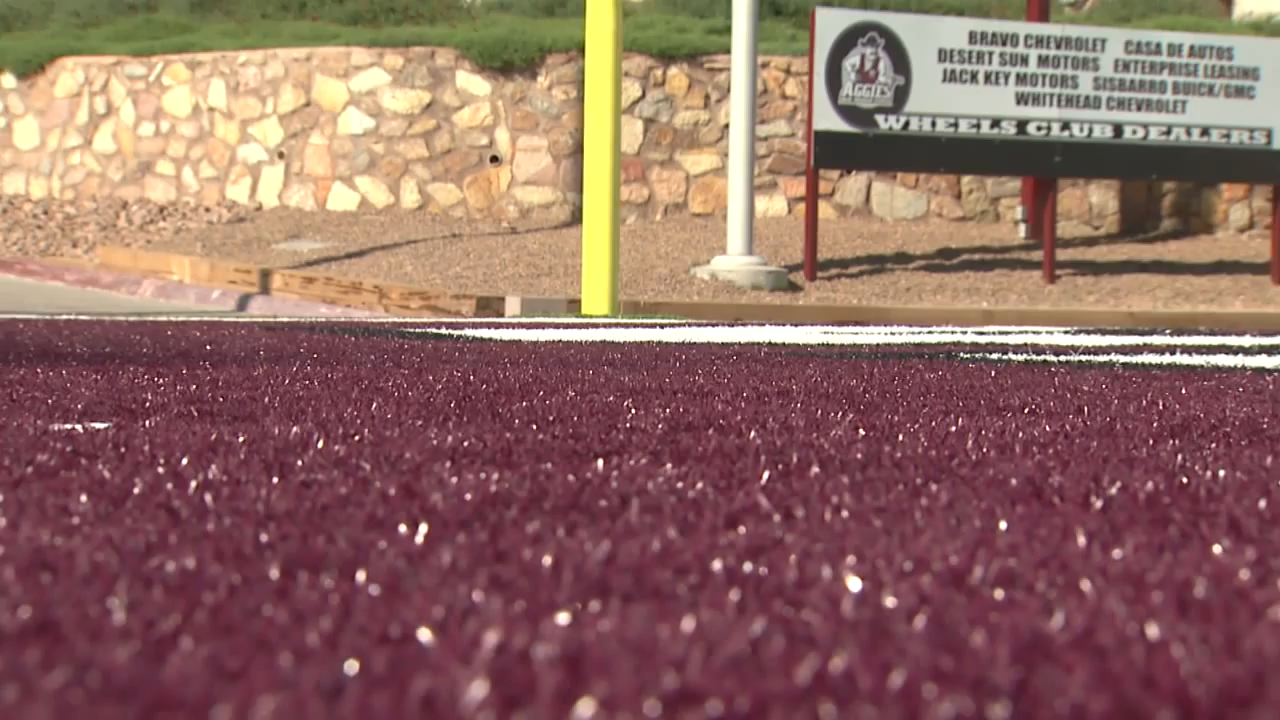 AGGIES
BRAVO CHEVROLET CASA DE AUTOS
DESERT SUN MOTORS ENTERPRISE LEASING
JACK KEY MOTORS SISBARRO BUICK/GMC
WHITEHEAD CHEVROLET
WHEELS CLUB DEALERS